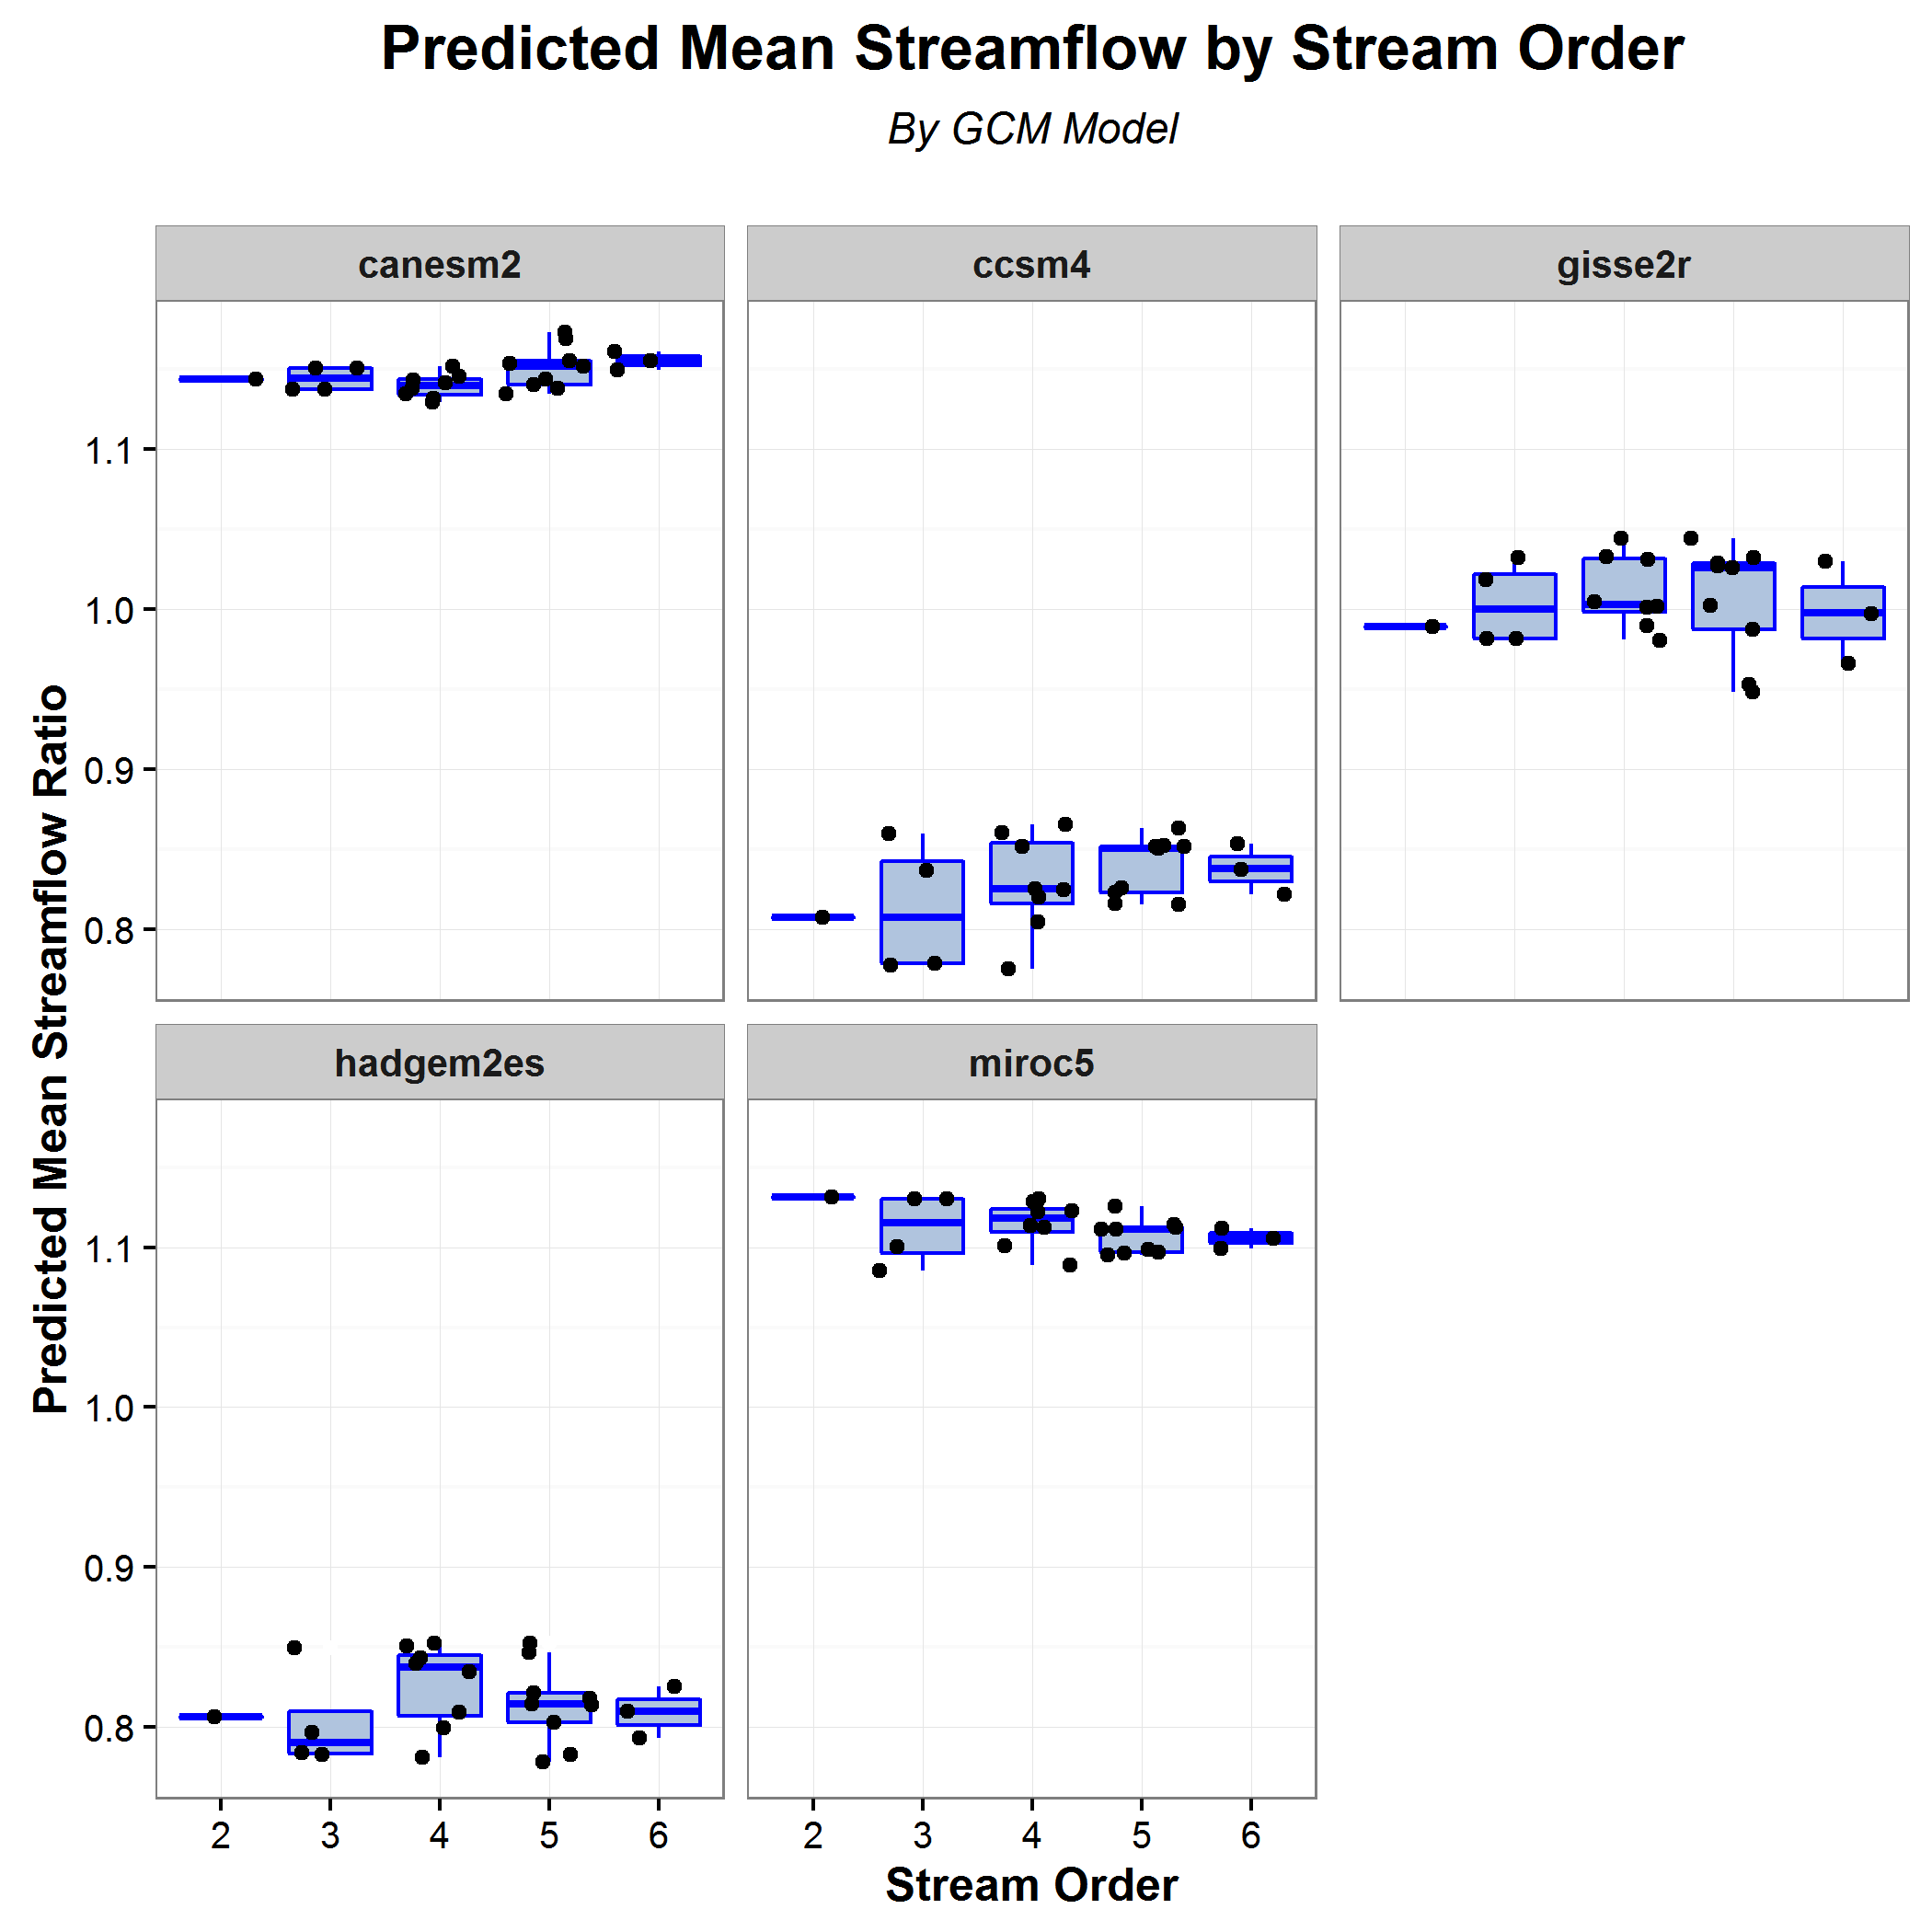 Predicted Mean Streamflow by Stream Order
By GCM Model
canesm2
ccsm4
gisse2r
1.1
1.0
0.9
0.8
Predicted Mean Streamflow Ratio
hadgem2es
miroc5
1.1
1.0
0.9
0.8
2 3 4 5 6
2 3 4 5 6
Stream Order